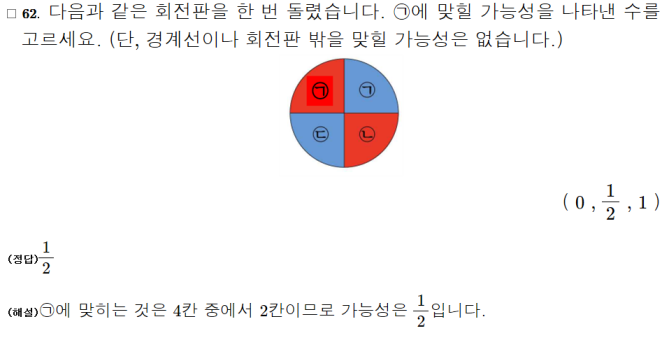 □ 62. 다음과 같은 회전판을 한 번 돌렸습니다. ㉠에 맞힐 가능성을 나타낸 수를
고르세요. (단, 경계선이나 회전판 밖을 맞힐 가능성은 없습니다.)
㉠ ㉠
㉢ ㉡
( 0 , 1/2 , 1 )
(정답) 1/2
(해설) ㉠에 맞히는 것은 4칸 중에서 2칸이므로 가능성은 1/2 입니다.